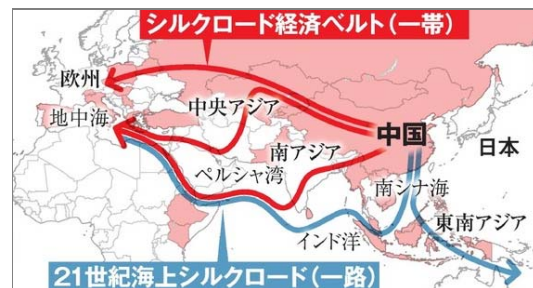 シルクロード経済ベルト(一帯)
欧州
中央アジア
地中海
中国
日本
南アジア
ペルシャ湾
南シナ海
東南アジア
インド洋
21世紀海上シルクロード(一路)